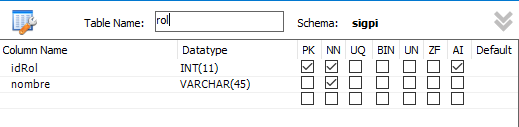 Table Name: rol Schema: sigpi
Column Name Datatype PK NN UQ BIN UN ZF AI Default
idRol INT(11)
nombre VARCHAR(45)